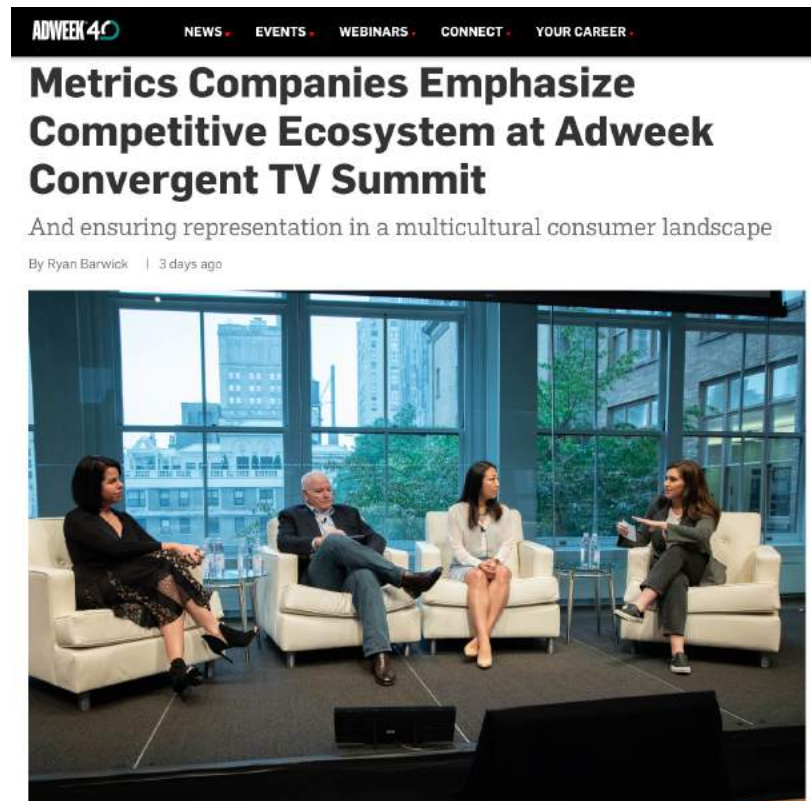 ADWEEK 40
NEWS EVENTS WEBINARS CONNECT YOUR CAREER
Metrics Companies Emphasize
Competitive Ecosystem at Adweek
Convergent TV Summit
And ensuring representation in a multicultural consumer landscape
By Ryan Barwick | 3 days ago